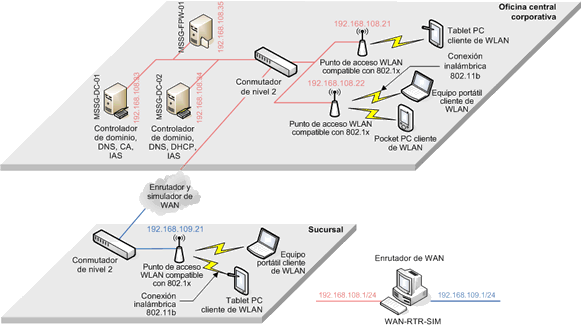 Oficina central
corporativa
MSSG-FPW-01
192.168.108.35
192.168.108.21
Tablet PC
cliente de WLAN
Punto de acceso WLAN
compatible con 802.1x
Conexión
inalámbrica
802.11b
MSSG-DC-01
192.168.108.33
MSSG-DC-02
192.168.108.34
Conmutador
de nivel 2
192.168.108.22
Equipo portátil
cliente de
WLAN
Controlador
de dominio,
DNS, CA,
IAS
Controlador
de dominio,
DNS, DHCP,
IAS
Punto de acceso WLAN
compatible con 802.1x
Pocket PC cliente
de WLAN
Enrutador y
simulador de
WAN
192.168.109.21
Sucursal
Conmutador
de nivel 2
Punto de acceso
WLAN compatible
con 802.1x
Equipo
portátil cliente
de WLAN
Conexión
inalámbrica
802.11b
Tablet PC
cliente de WLAN
Enrutador de WAN
192.168.108.1/24
192.168.109.1/24
WAN-RTR-SIM